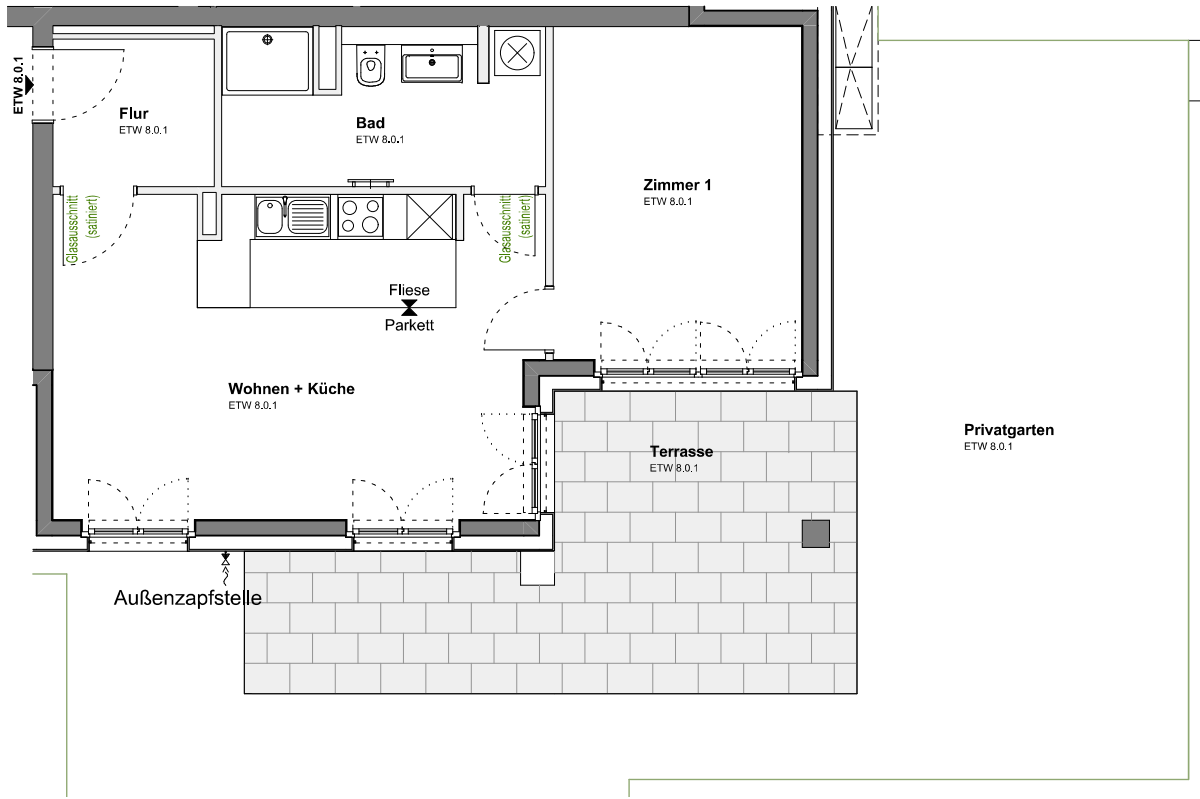 ETW 8.0.1
Flur
ETW 8.0.1
Bad
ETW 8.0.1
Zimmer 1
ETW 8.0.1
Glasausschnitt
(satiniert)
Glasausschnitt
(satiniert)
Fliese
Parkett
Wohnen + Küche
ETW 8.0.1
Terrasse
ETW 8.0.1
Privatgarten
ETW 8.0.1
Außenzapfstelle